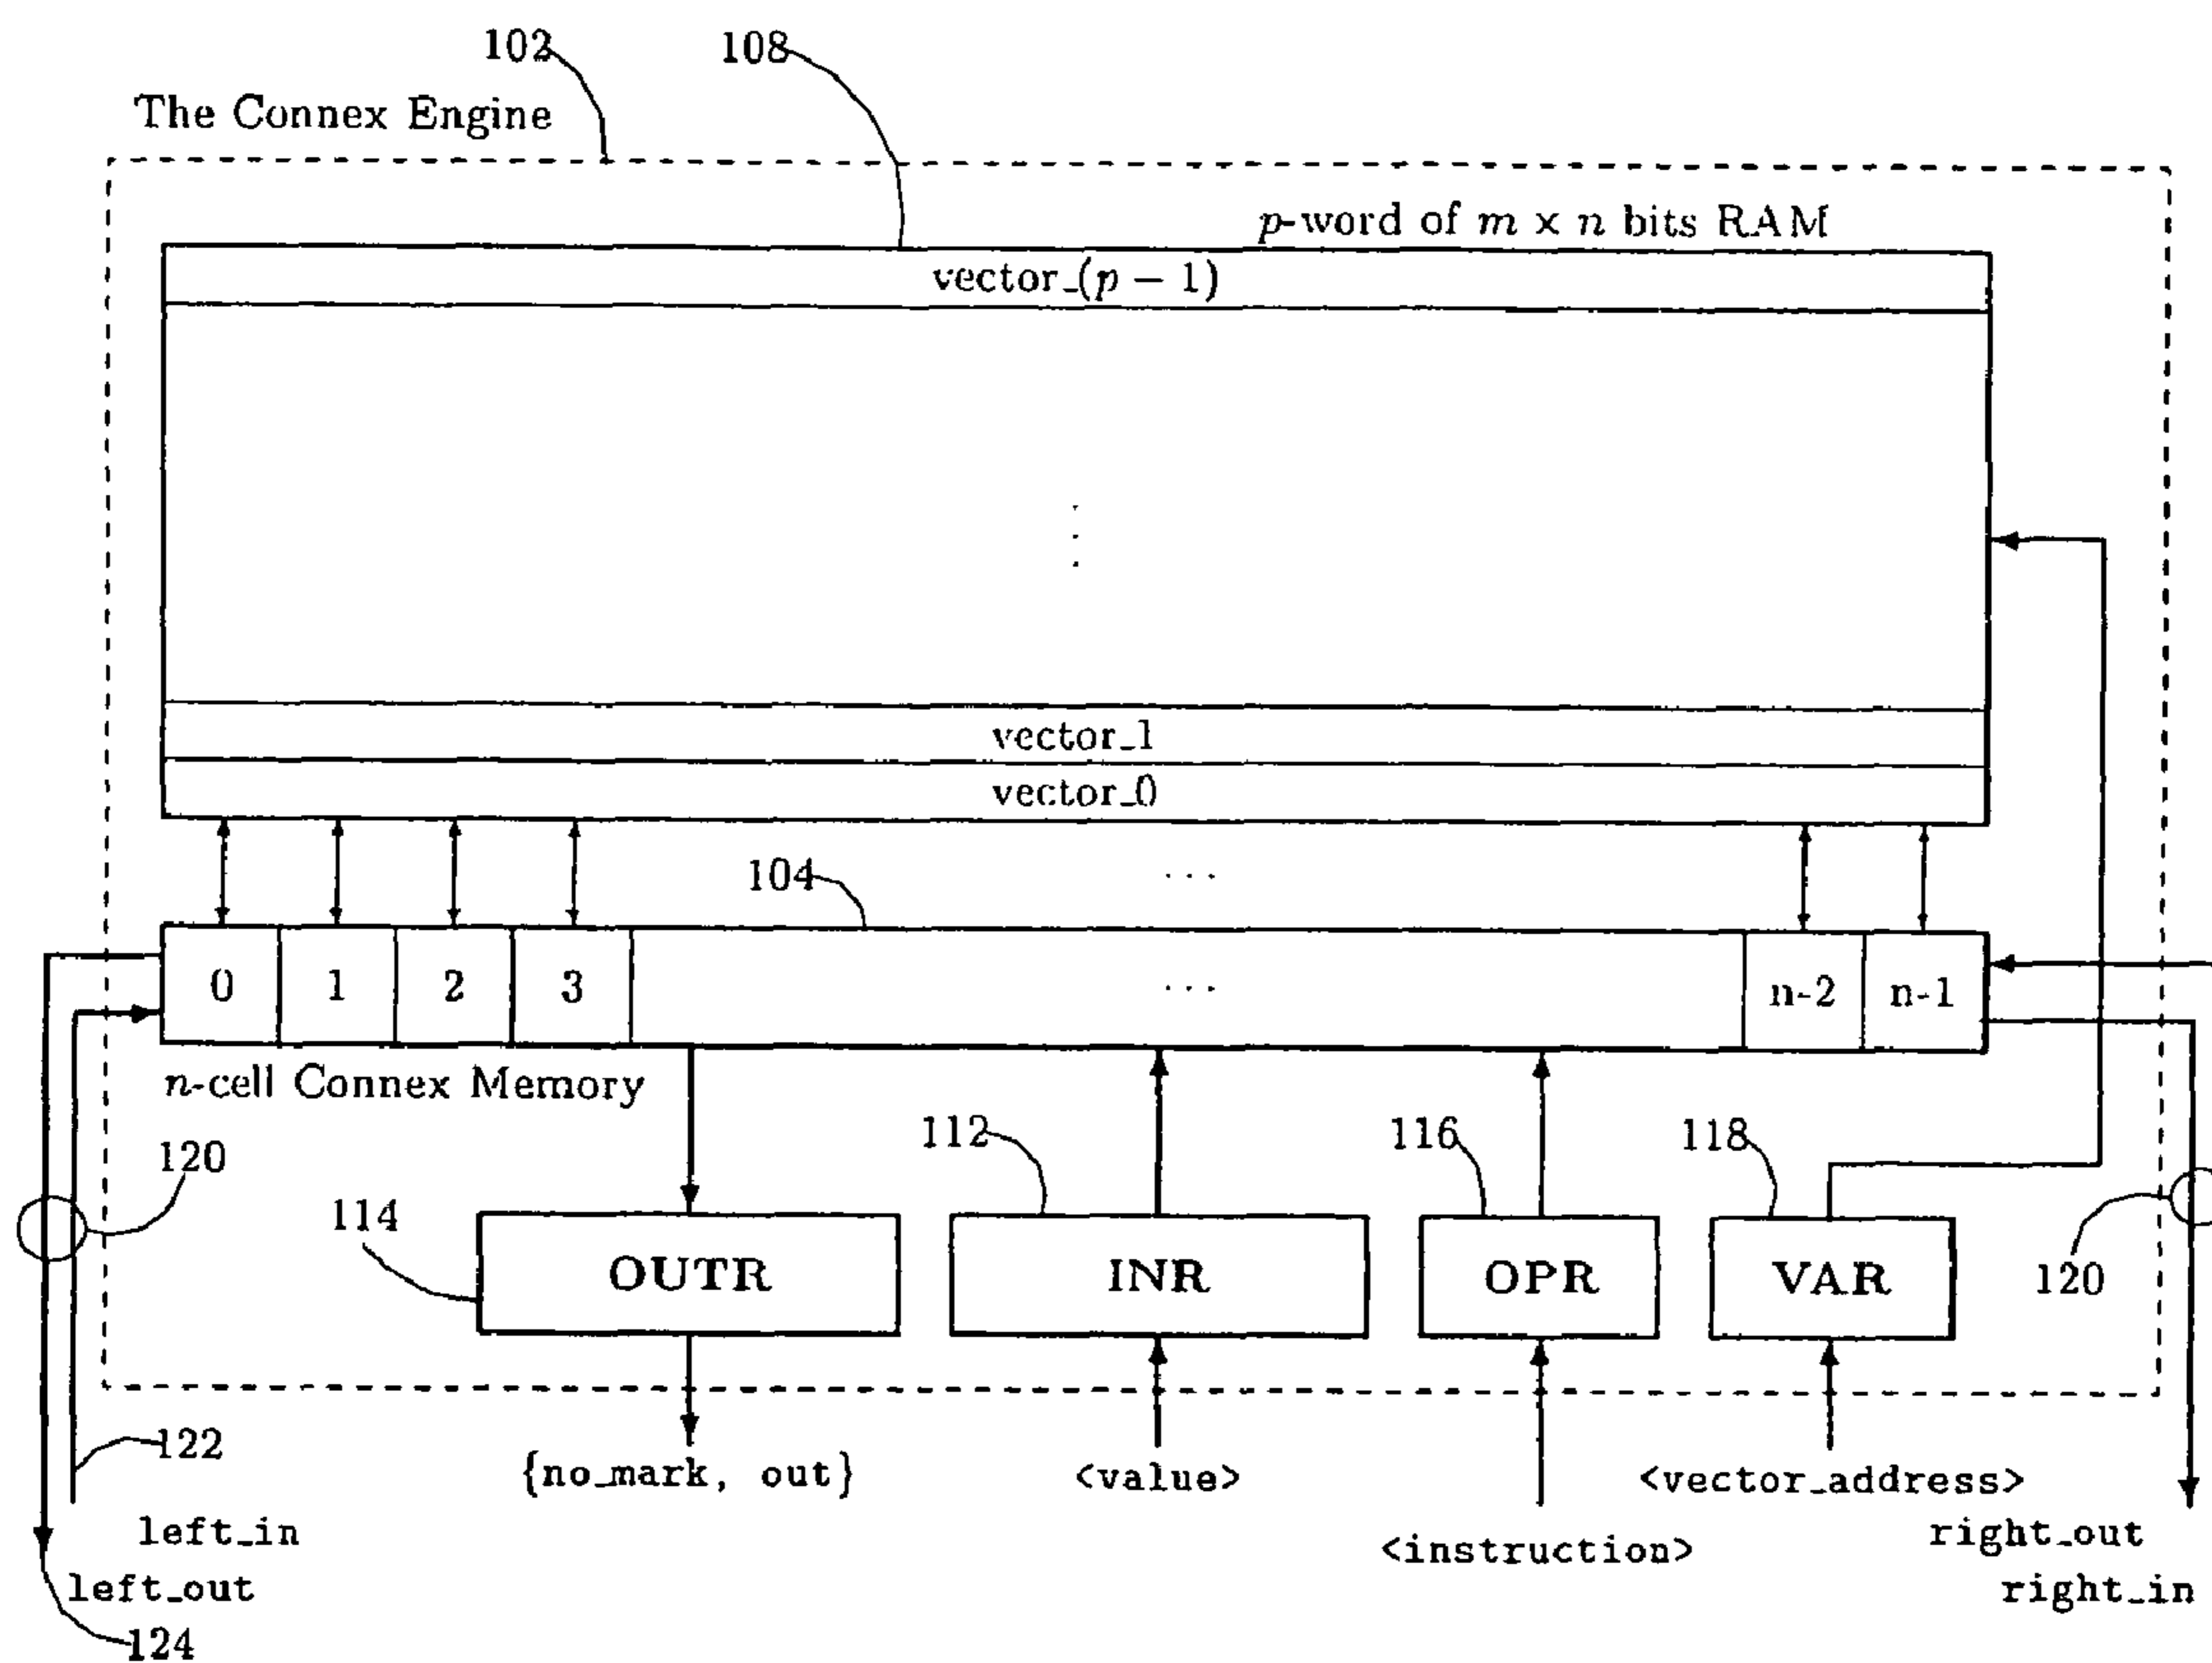 102
108
The Connex Engine
p-word of m × n bits RAM
vector_(p − 1)
⋮
vector_1
vector_0
104
...
0 1 2 3 ... n-2 n-1
n-cell Connex Memory
112
116
118
120
114
OUTR
INR
OPR
VAR
120
122
{no_mark, out}
<value>
<vector_address>
left_in
<instruction>
right_out
left_out
right_in
124